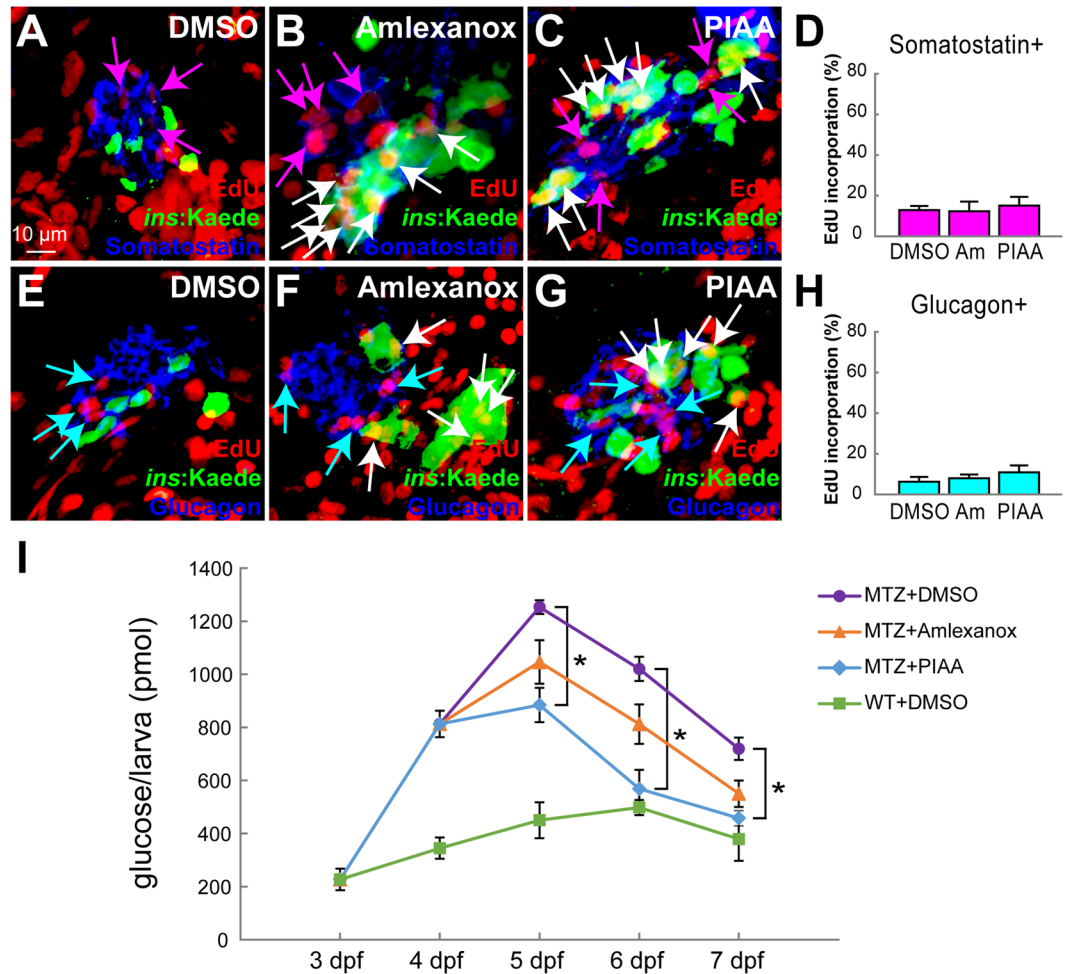 A DMSO
EdU
ins:Kaede
Somatostatin
10 µm
B Amlexanox
EdU
ins:Kaede
Somatostatin
C PIAA
EdU
ins:Kaede
Somatostatin
D
Somatostatin+
EdU incorporation (%)
80
60
40
20
0
DMSO Am PIAA
E DMSO
EdU
ins:Kaede
Glucagon
F Amlexanox
EdU
ins:Kaede
Glucagon
G PIAA
EdU
ins:Kaede
Glucagon
H
Glucagon+
EdU incorporation (%)
80
60
40
20
0
DMSO Am PIAA
I
glucose/larva (pmol)
1400
1200
1000
800
600
400
200
0
3 dpf 4 dpf 5 dpf 6 dpf 7 dpf
*
*
*
MTZ+DMSO
MTZ+Amlexanox
MTZ+PIAA
WT+DMSO